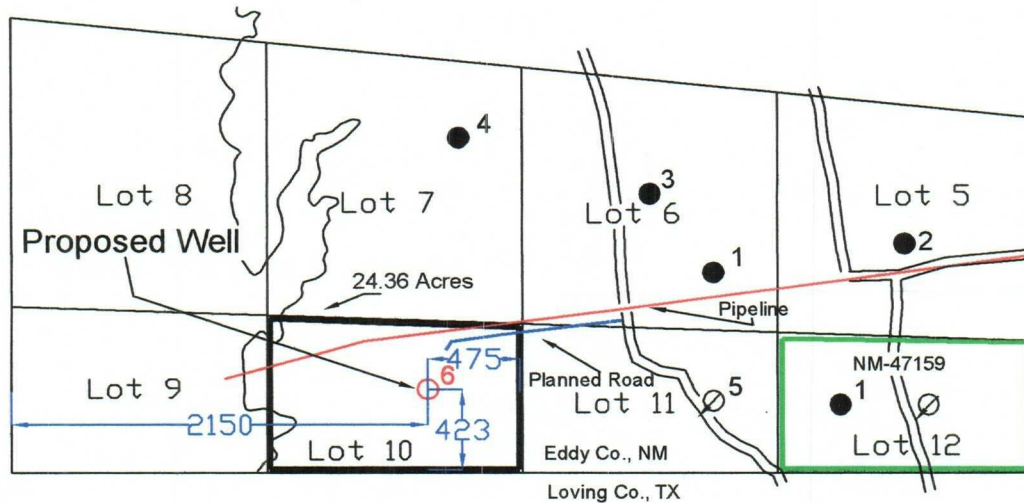 4
Lot 8
Lot 7
3
Lot 6
Lot 5
Proposed Well
2
1
24.36 Acres
Pipeline
475
NM-47159
6
Planned Road
Lot 9
Lot 11
5
1
2150
423
Lot 10
Lot 12
Eddy Co., NM
Loving Co., TX